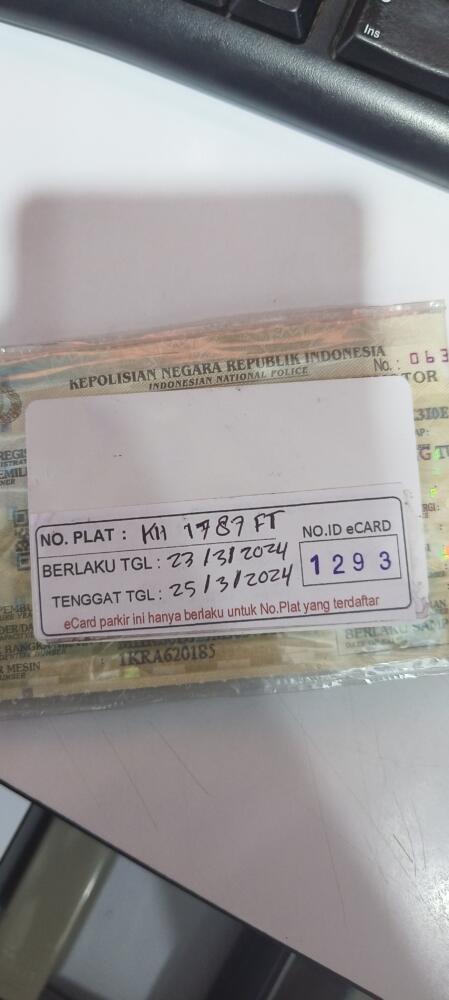 Ins
KEPOLISIAN NEGARA REPUBLIK INDONESIA
INDONESIAN NATIONAL POLICE
No. : 063
TOR
NO. PLAT : KH 1787 FT
BERLAKU TGL : 23/3/2024
TENGGAT TGL : 25/3/2024
NO.ID eCARD
1293
eCard parkir ini hanya berlaku untuk No.Plat yang terdaftar
1KRA620185
MESIN